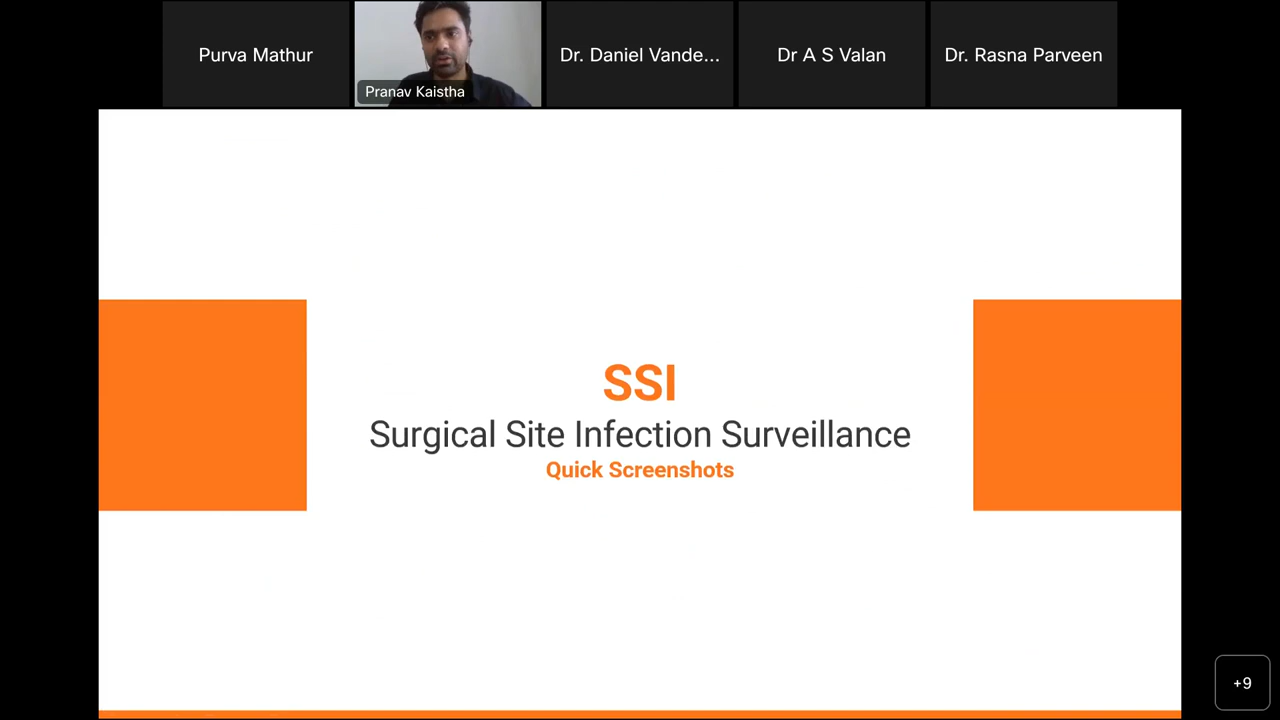 Purva Mathur
Pranav Kaistha
Dr. Daniel Vande...
Dr A S Valan
Dr. Rasna Parveen
SSI
Surgical Site Infection Surveillance
Quick Screenshots
+9